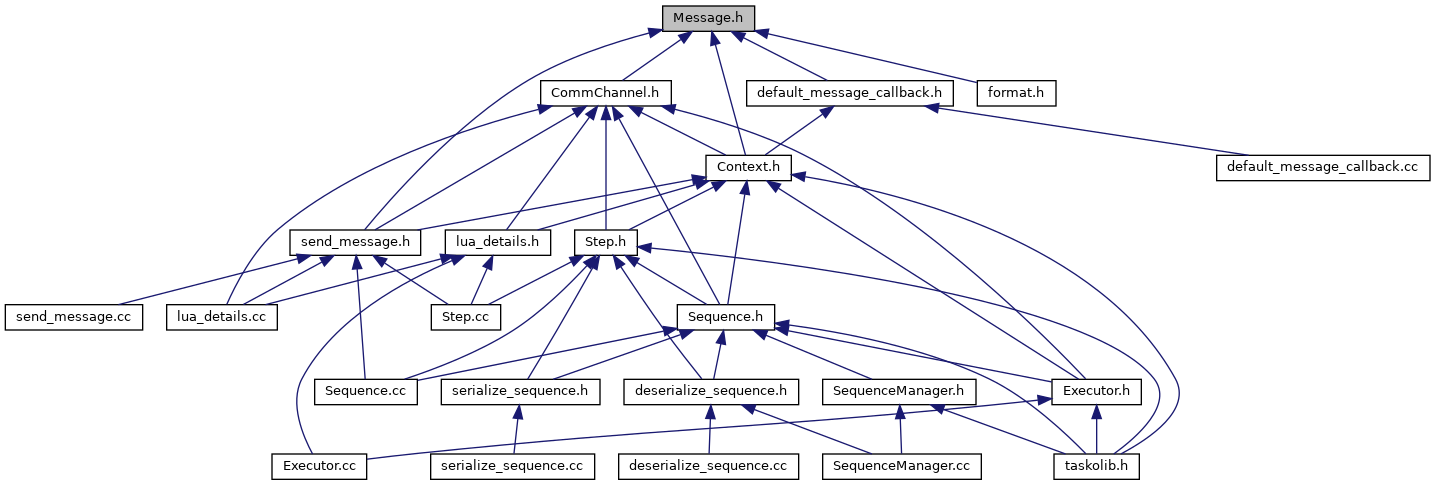 Message.h
CommChannel.h
default_message_callback.h
format.h
Context.h
default_message_callback.cc
send_message.h
lua_details.h
Step.h
send_message.cc
lua_details.cc
Step.cc
Sequence.h
Sequence.cc
serialize_sequence.h
deserialize_sequence.h
SequenceManager.h
Executor.h
Executor.cc
serialize_sequence.cc
deserialize_sequence.cc
SequenceManager.cc
taskolib.h